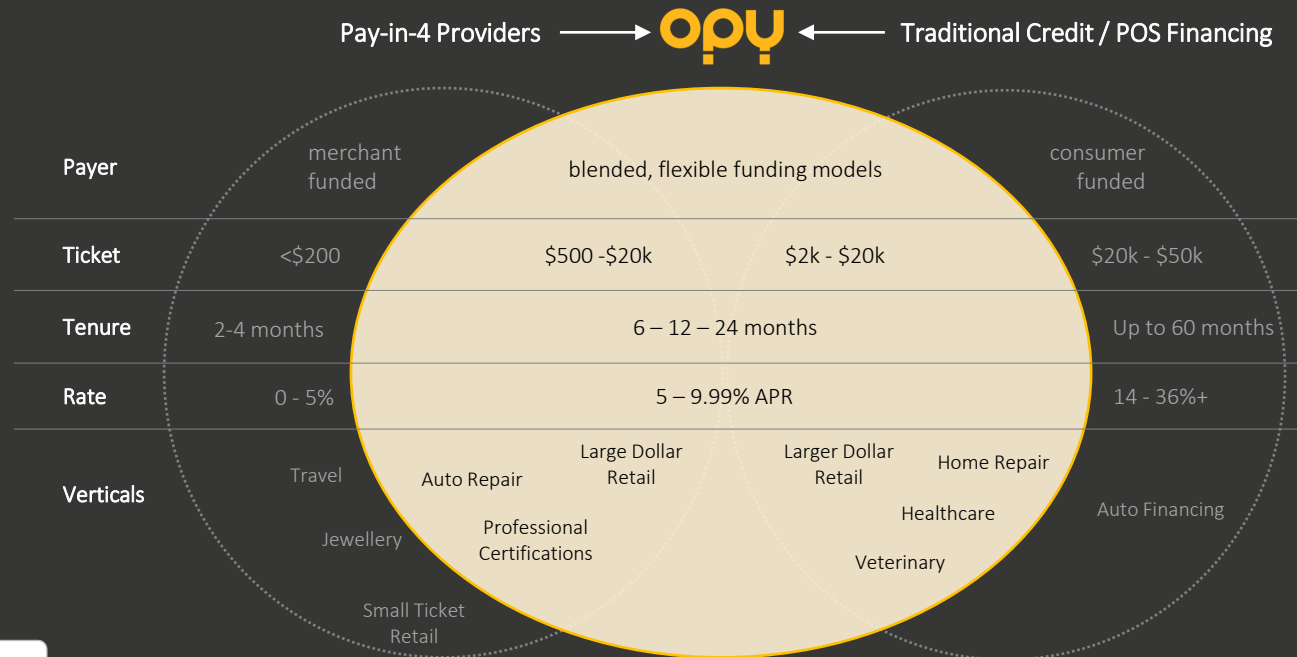 Pay-in-4 Providers
opy
Traditional Credit / POS Financing
Payer
merchant
funded
blended, flexible funding models
consumer
funded
Ticket
<$200
$500 -$20k
$2k - $20k
$20k - $50k
Tenure
2-4 months
6 – 12 – 24 months
Up to 60 months
Rate
0 - 5%
5 – 9.99% APR
14 - 36%+
Verticals
Travel
Jewellery
Small Ticket
Retail
Auto Repair
Large Dollar
Retail
Professional
Certifications
Larger Dollar
Retail
Home Repair
Healthcare
Veterinary
Auto Financing